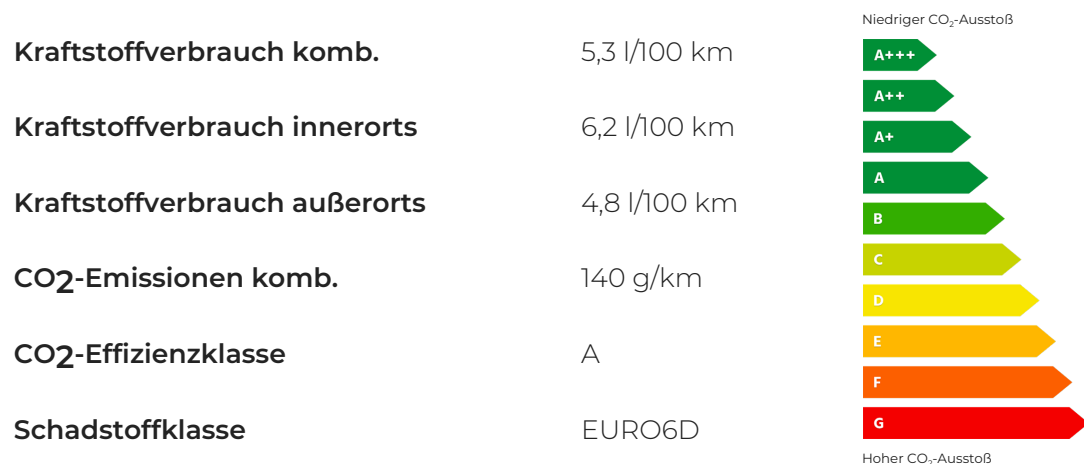 Kraftstoffverbrauch komb. 5,3 l/100 km
Kraftstoffverbrauch innerorts 6,2 l/100 km
Kraftstoffverbrauch außerorts 4,8 l/100 km
CO2-Emissionen komb. 140 g/km
CO2-Effizienzklasse A
Schadstoffklasse EURO6D
Niedriger CO₂-Ausstoß
A+++
A++
A+
A
B
C
D
E
F
G
Hoher CO₂-Ausstoß